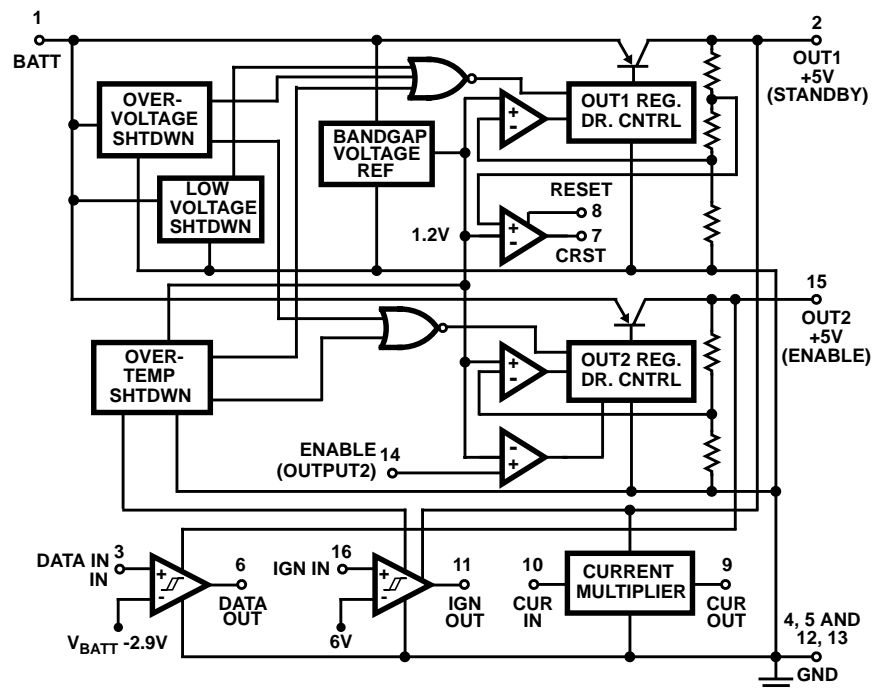 1
BATT
2
OUT1
+5V
(STANDBY)
OVER-
VOLTAGE
SHTDWN
LOW
VOLTAGE
SHTDWN
BANDGAP
VOLTAGE
REF
+
-
OUT1 REG.
DR. CNTRL
RESET
8
1.2V
+
-
7
CRST
15
OUT2
+5V
(ENABLE)
OVER-
TEMP
SHTDWN
+
-
OUT2 REG.
DR. CNTRL
ENABLE 14
(OUTPUT2)
-
+
DATA IN 3
IN
+
-
6
DATA
OUT
VBATT -2.9V
16
IGN IN
+
-
11
IGN
OUT
6V
10
CUR
IN
CURRENT
MULTIPLIER
9
CUR
OUT
4, 5 AND
12, 13
GND